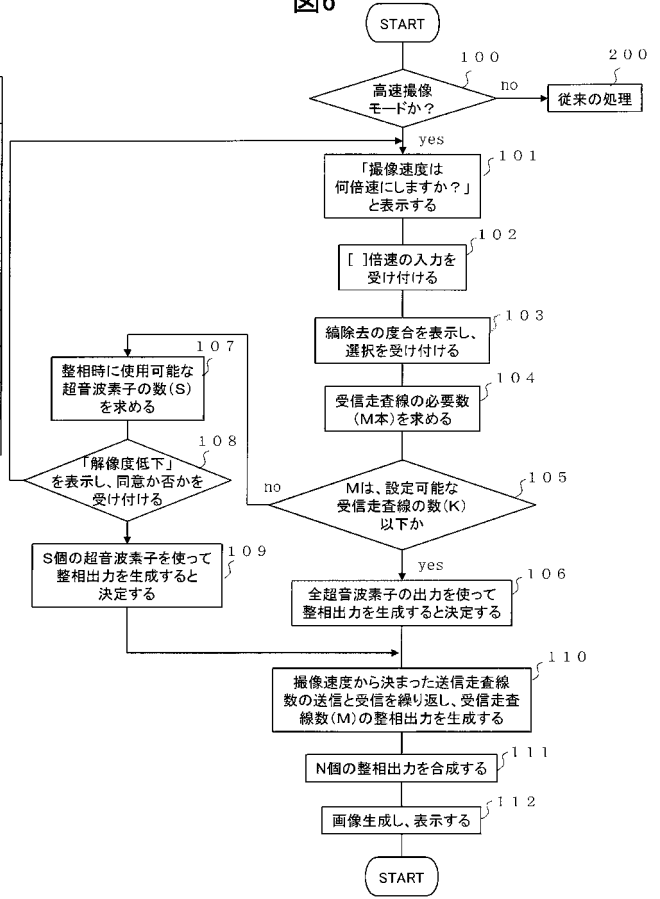 図6
START
100
高速撮像
モードか？
no
200
従来の処理
yes
101
「撮像速度は
何倍速にしますか？」
と表示する
102
[ ]倍速の入力を
受け付ける
103
縞除去の度合を表示し、
選択を受け付ける
104
受信走査線の必要数
(M本)を求める
105
Mは、設定可能な
受信走査線の数(K)
以下か
no
yes
107
整相時に使用可能な
超音波素子の数(S)
を求める
108
「解像度低下」
を表示し、同意か否かを
受け付ける
109
S個の超音波素子を使って
整相出力を生成すると
決定する
106
全超音波素子の出力を使って
整相出力を生成すると決定する
110
撮像速度から決まった送信走査線
数の送信と受信を繰り返し、受信走査
線数(M)の整相出力を生成する
111
N個の整相出力を合成する
112
画像生成し、表示する
START